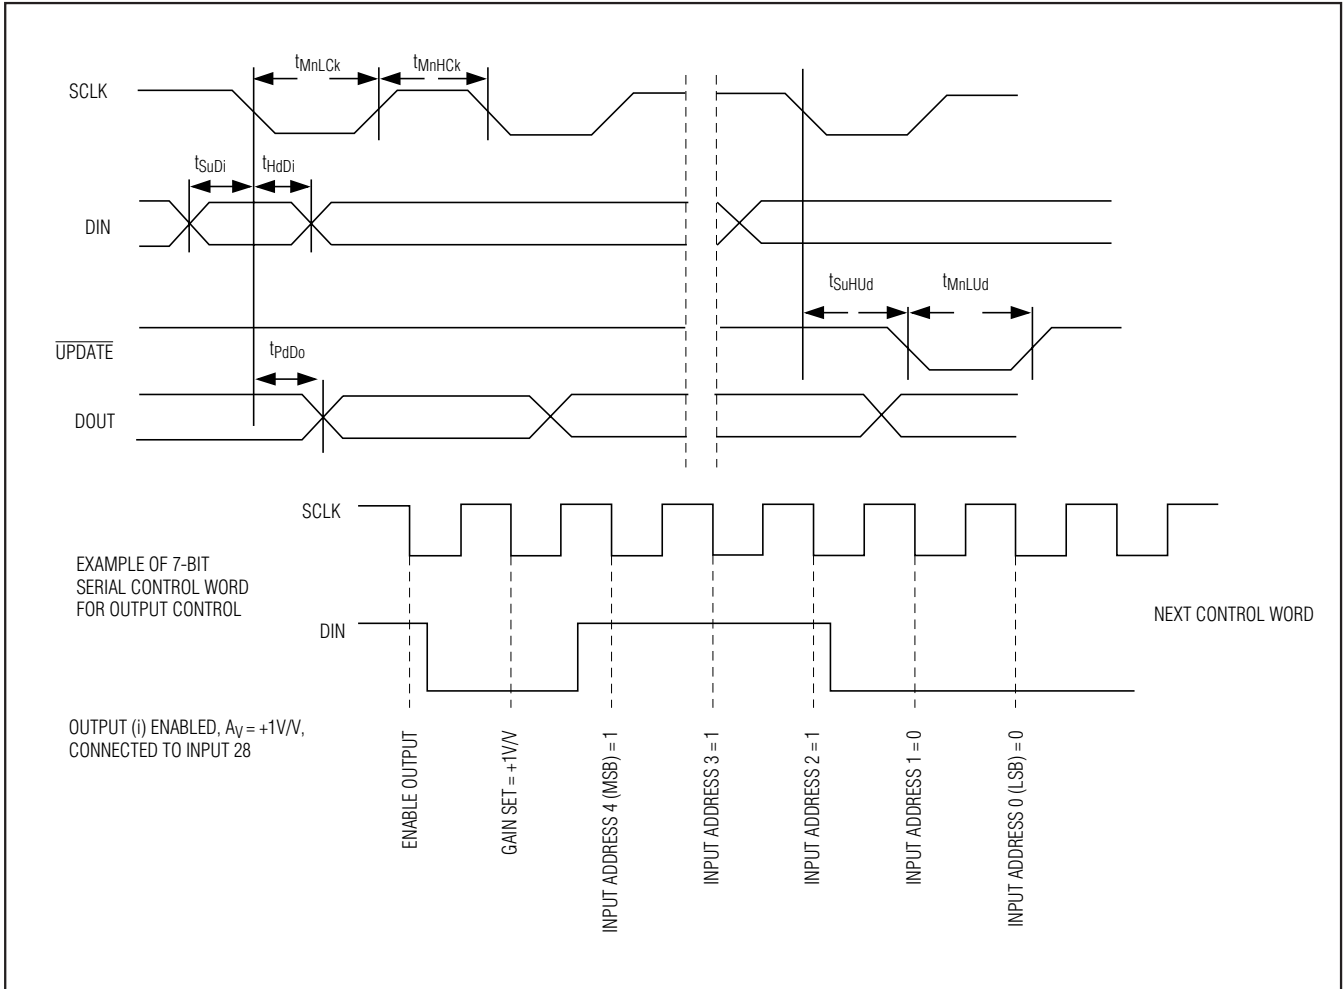 tMnLCk
tMnHCk
SCLK
tSuDi
tHdDi
DIN
tSuHUd
tMnLUd
UPDATE
tPdDo
DOUT
SCLK
EXAMPLE OF 7-BIT
SERIAL CONTROL WORD
FOR OUTPUT CONTROL
NEXT CONTROL WORD
DIN
OUTPUT (i) ENABLED, AV = +1V/V,
CONNECTED TO INPUT 28
ENABLE OUTPUT
GAIN SET = +1V/V
INPUT ADDRESS 4 (MSB) = 1
INPUT ADDRESS 3 = 1
INPUT ADDRESS 2 = 1
INPUT ADDRESS 1 = 0
INPUT ADDRESS 0 (LSB) = 0